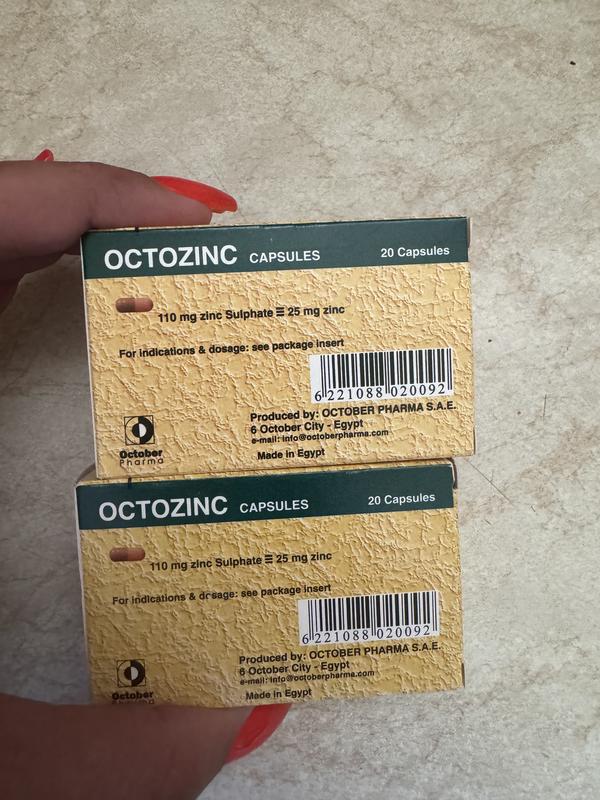 OCTOZINC CAPSULES 20 Capsules
110 mg zinc Sulphate ≡ 25 mg zinc
For indications & dosage: see package insert
6 221088 020092
Produced by: OCTOBER PHARMA S.A.E.
6 October City - Egypt
e-mail: info@octoberpharma.com
Made in Egypt
October
Pharma
OCTOZINC CAPSULES 20 Capsules
110 mg zinc Sulphate ≡ 25 mg zinc
For indications & dosage: see package insert
6 221088 020092
Produced by: OCTOBER PHARMA S.A.E.
6 October City - Egypt
e-mail: info@octoberpharma.com
Made in Egypt
October
Pharma